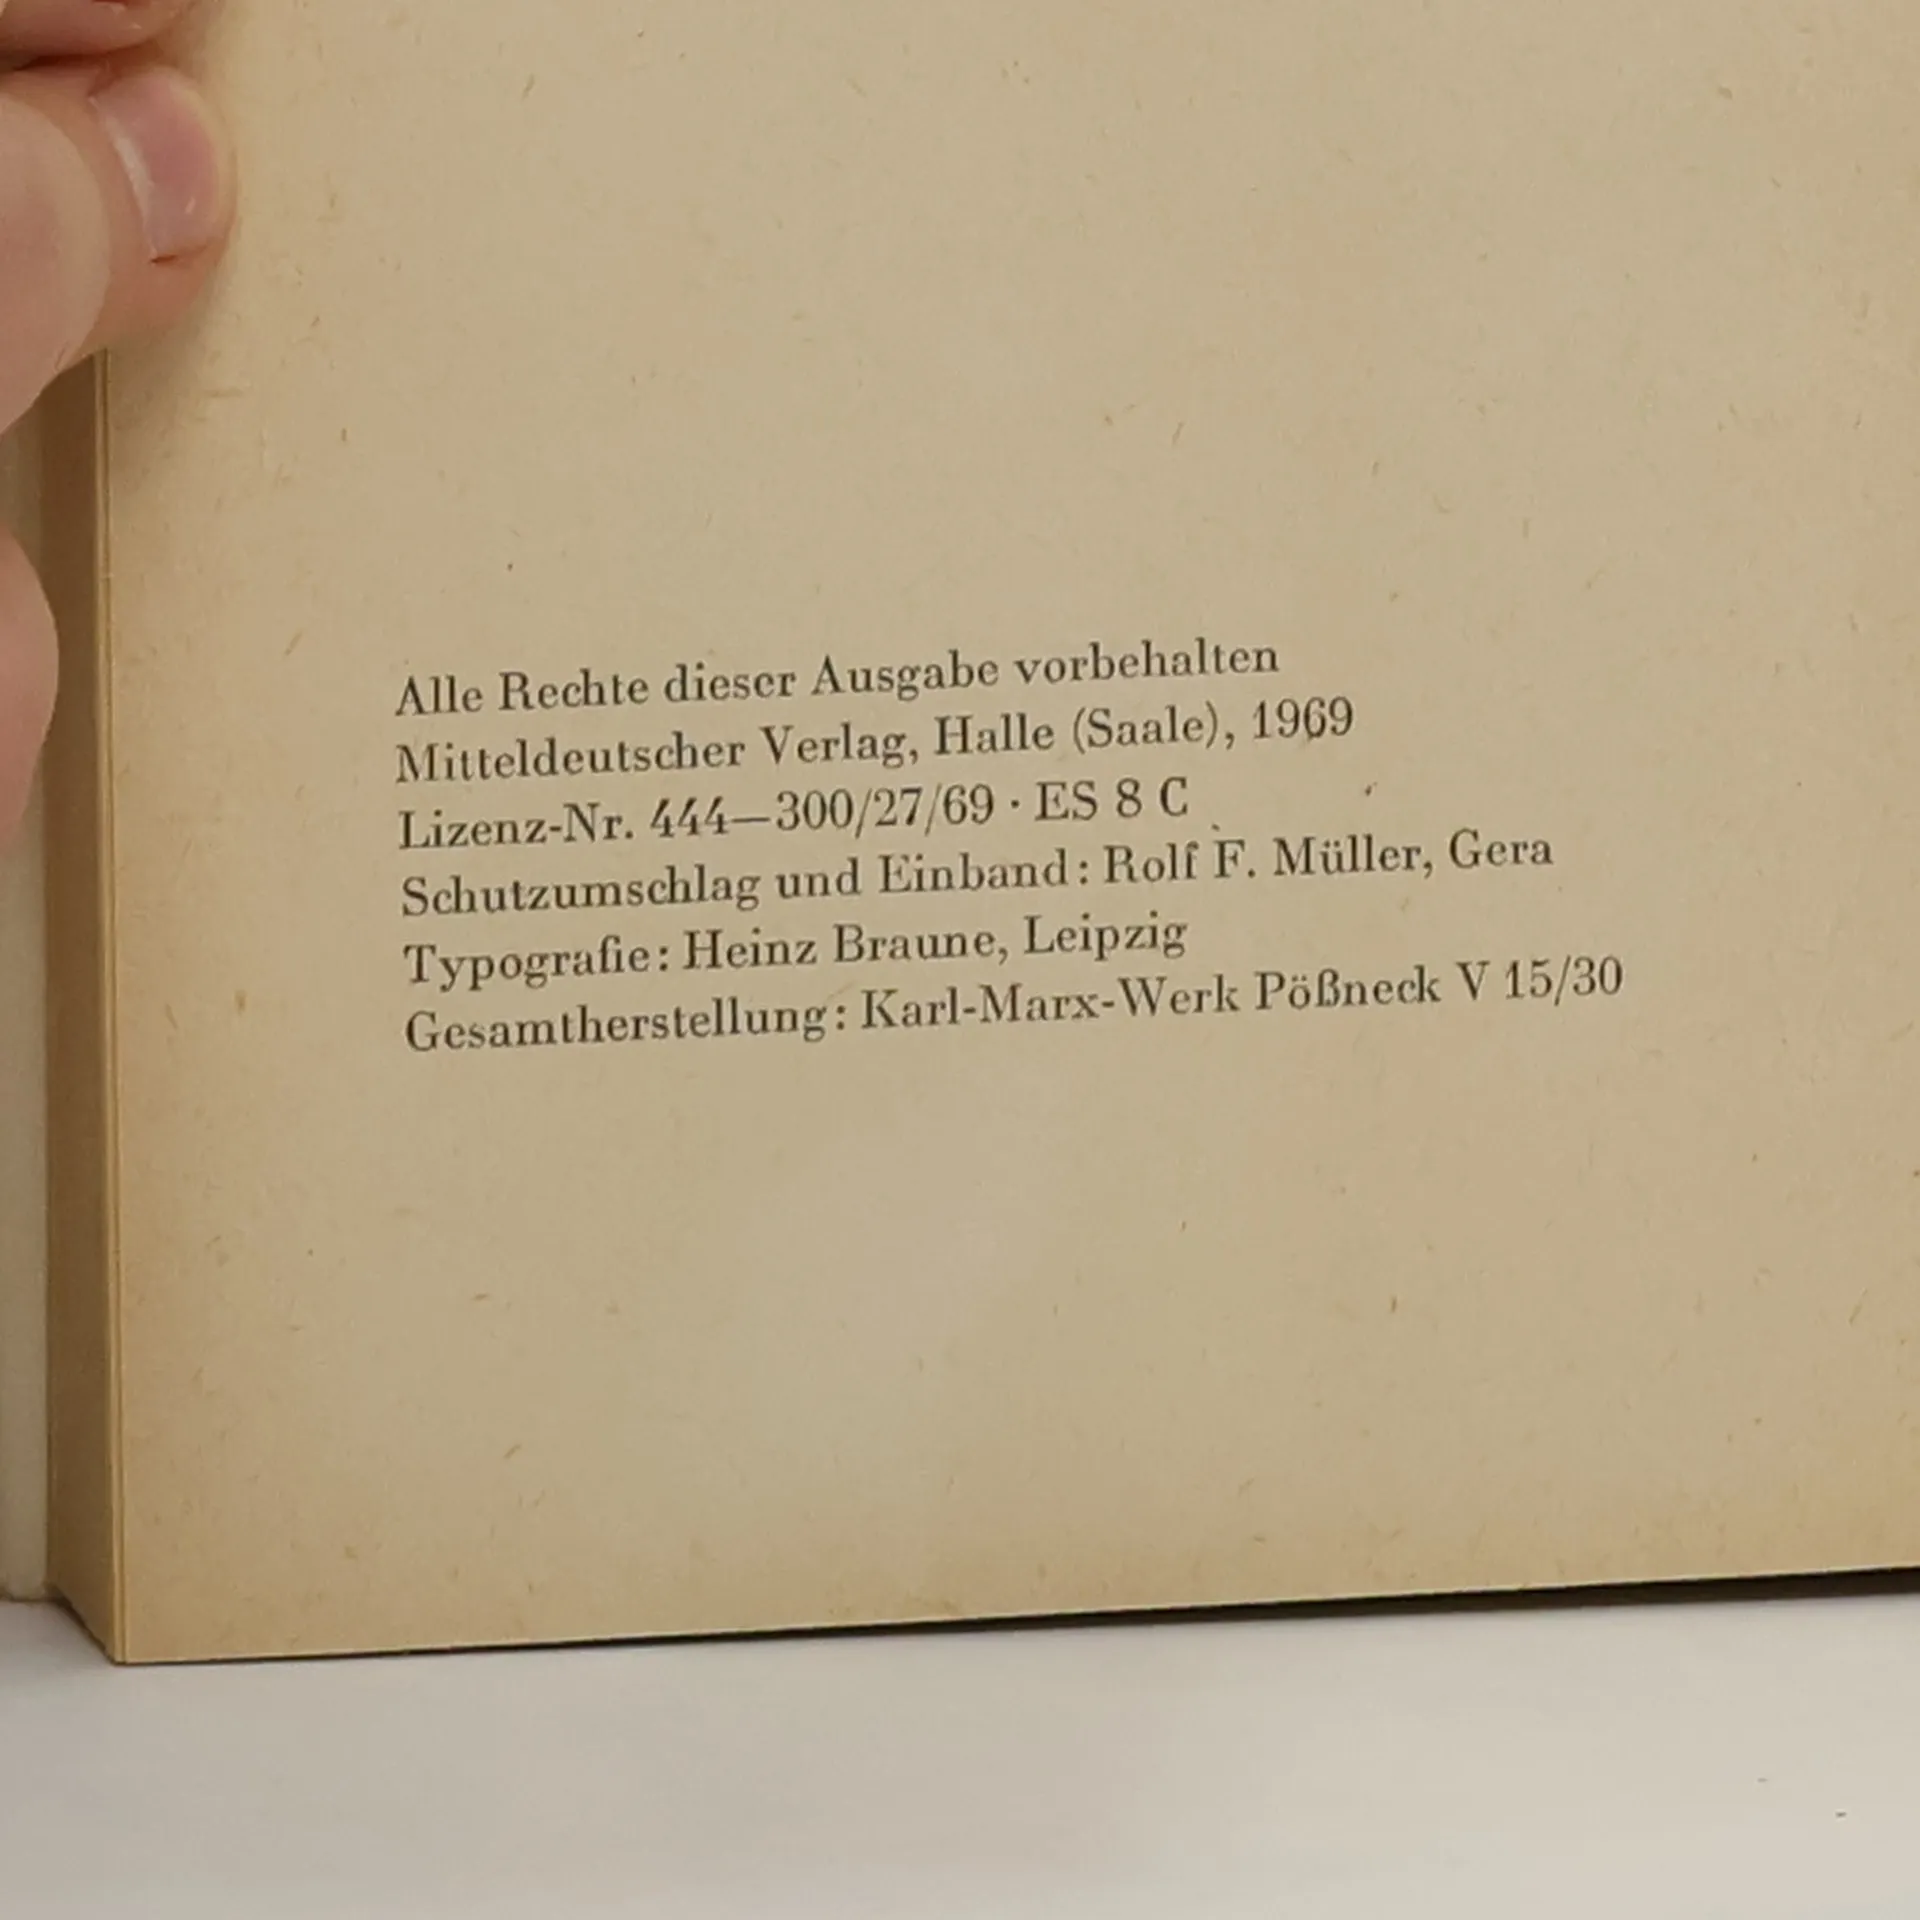 Alle Rechte dieser Ausgabe vorbehalten
Mitteldeutscher Verlag, Halle (Saale), 1969
Lizenz-Nr. 444—300/27/69 · ES 8 C
Schutzumschlag und Einband: Rolf F. Müller, Gera
Typografie: Heinz Braune, Leipzig
Gesamtherstellung: Karl-Marx-Werk Pößneck V 15/30